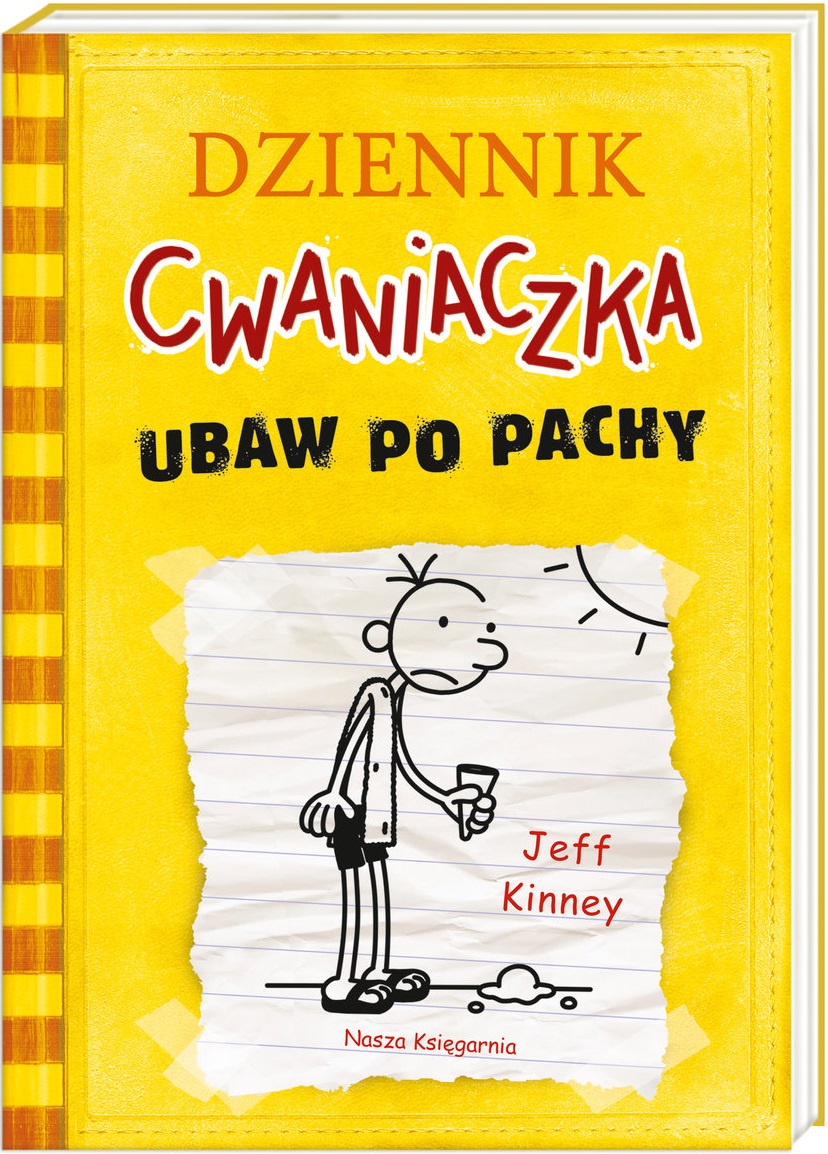 DZIENNIK
CWANiACZKA
UBAW PO PACHY
Jeff
Kinney
Nasza Księgarnia